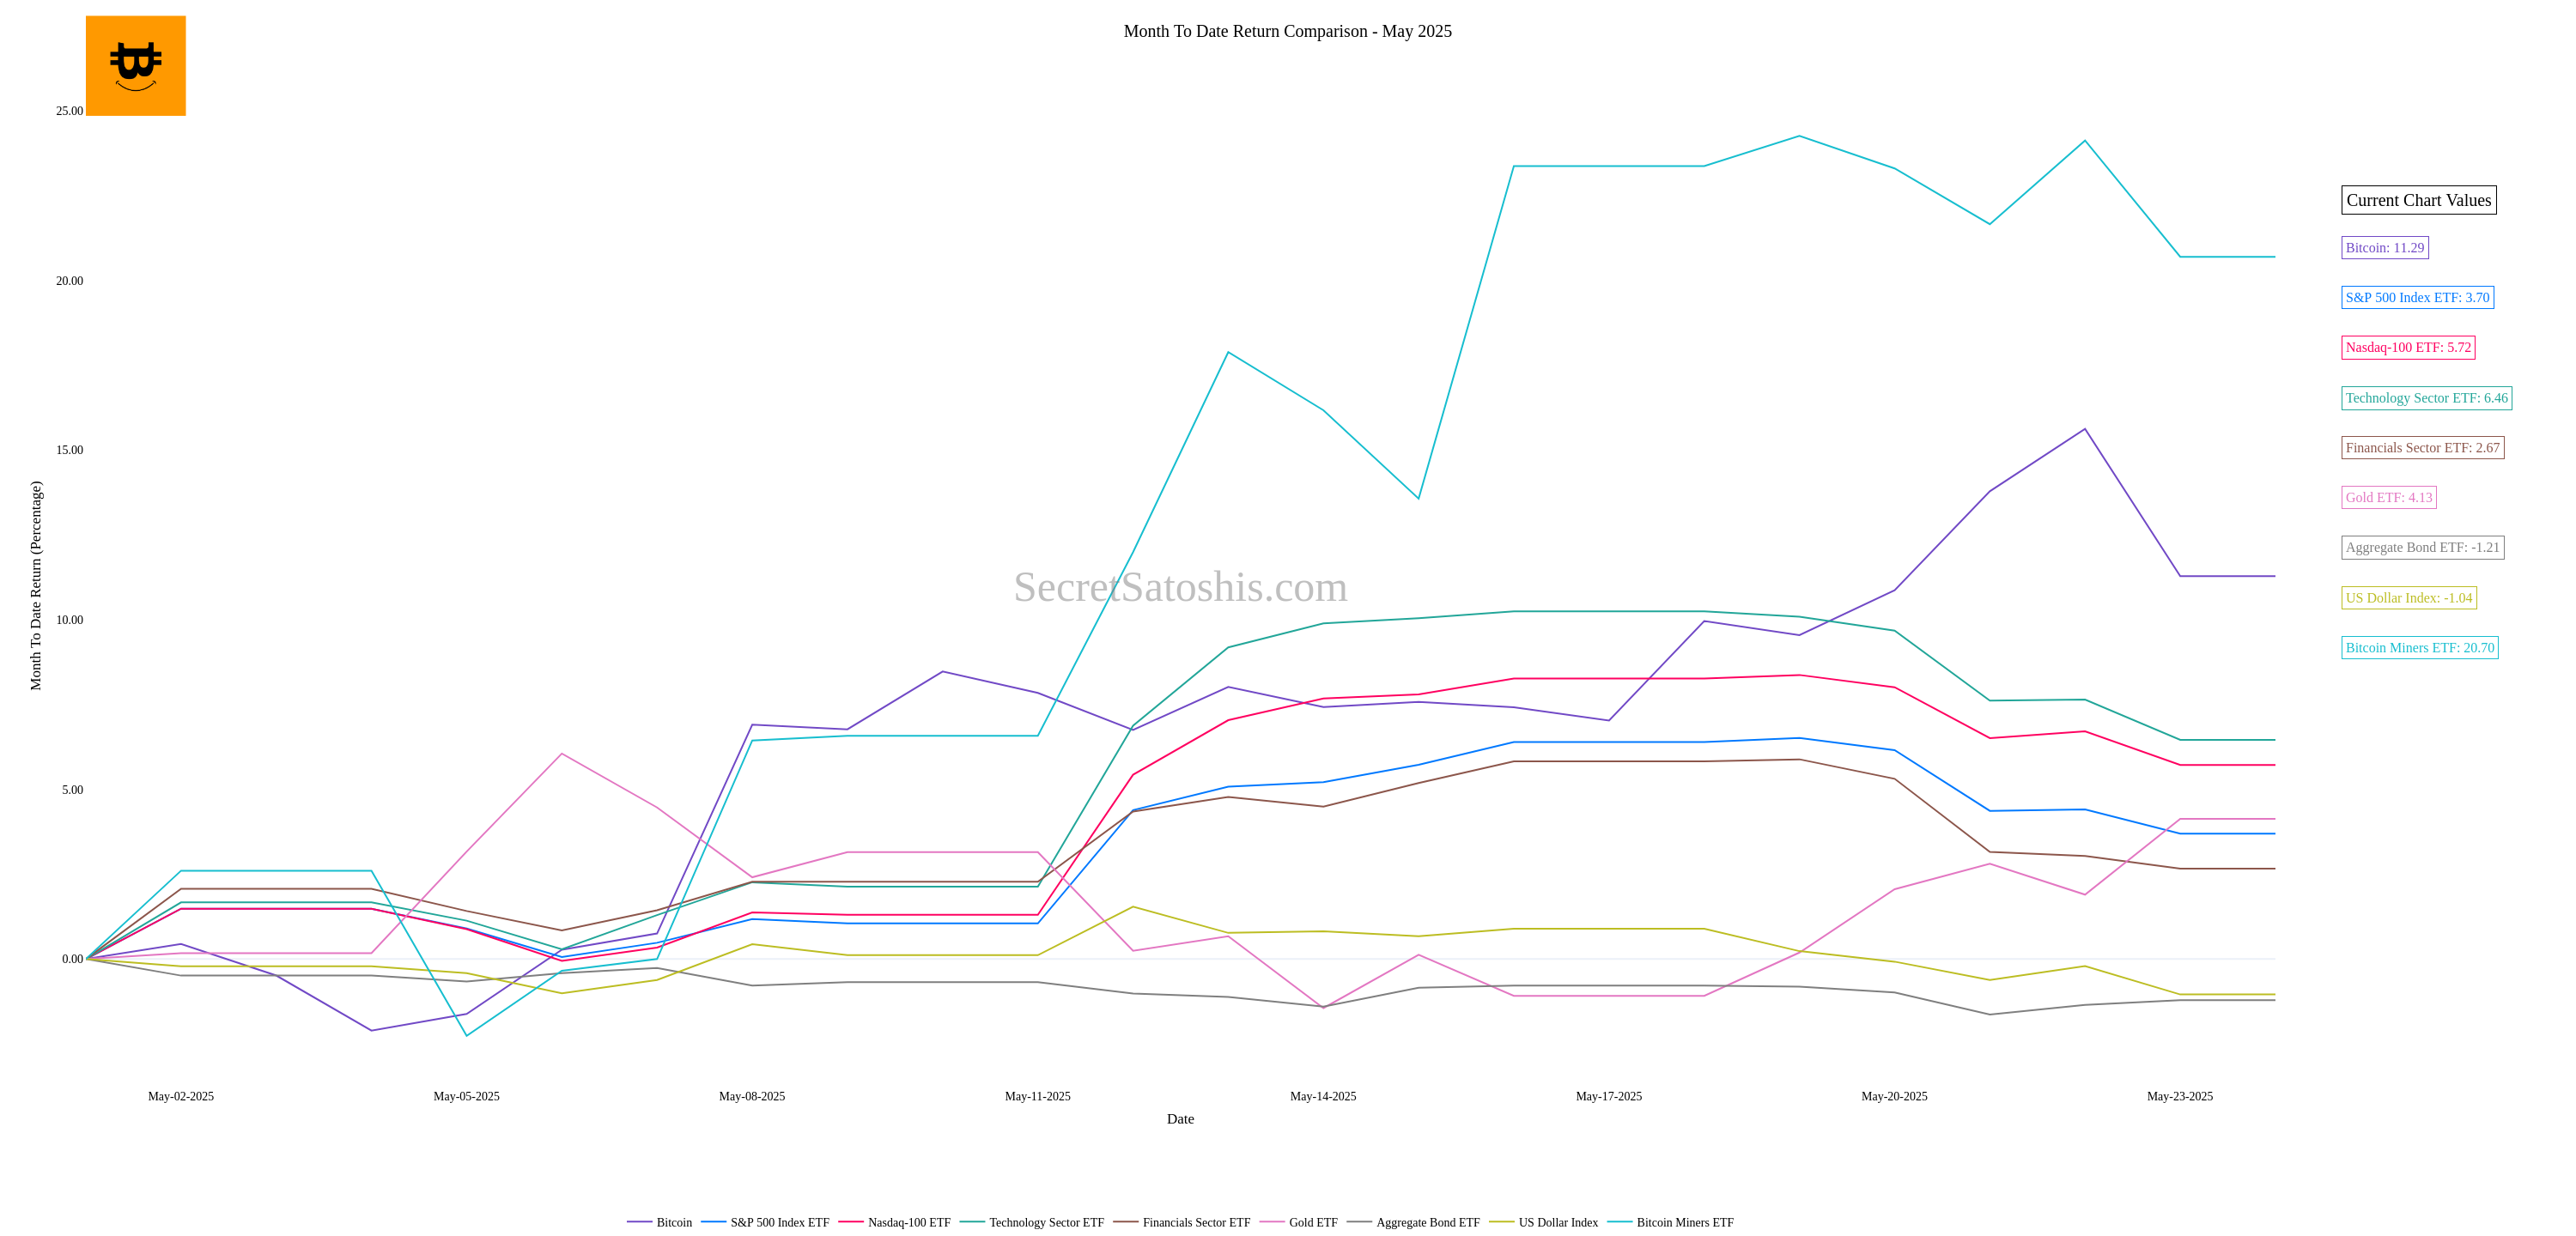 Month To Date Return Comparison - May 2025
25.00
20.00
15.00
10.00
5.00
0.00
Month To Date Return (Percentage)
SecretSatoshis.com
Current Chart Values
Bitcoin: 11.29
S&P 500 Index ETF: 3.70
Nasdaq-100 ETF: 5.72
Technology Sector ETF: 6.46
Financials Sector ETF: 2.67
Gold ETF: 4.13
Aggregate Bond ETF: -1.21
US Dollar Index: -1.04
Bitcoin Miners ETF: 20.70
May-02-2025 May-05-2025 May-08-2025 May-11-2025 May-14-2025 May-17-2025 May-20-2025 May-23-2025
Date
Bitcoin S&P 500 Index ETF Nasdaq-100 ETF Technology Sector ETF Financials Sector ETF Gold ETF Aggregate Bond ETF US Dollar Index Bitcoin Miners ETF